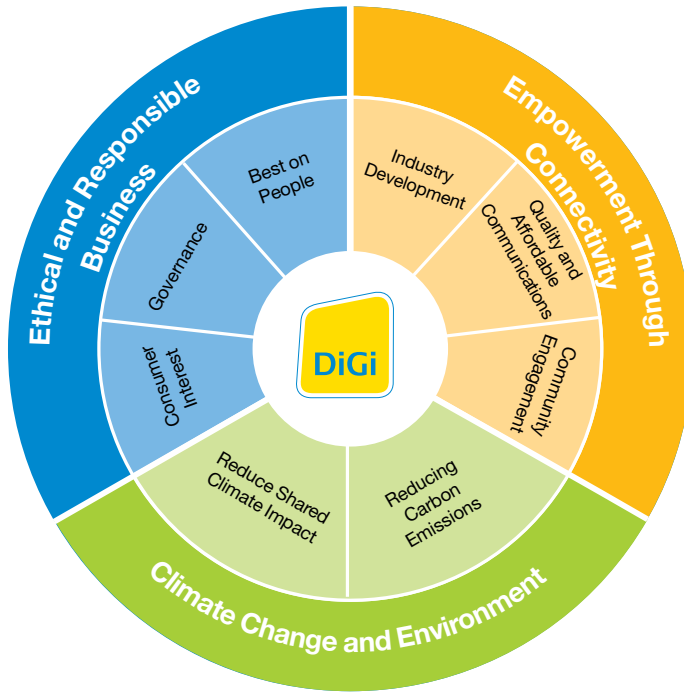 Ethical and Responsible
Business
Empowerment Through
Connectivity
Climate Change and Environment
Best on
People
Governance
Consumer
Interest
Industry
Development
Quality and
Affordable
Communications
Community
Engagement
Reduce Shared
Climate Impact
Reducing
Carbon
Emissions
DiGi